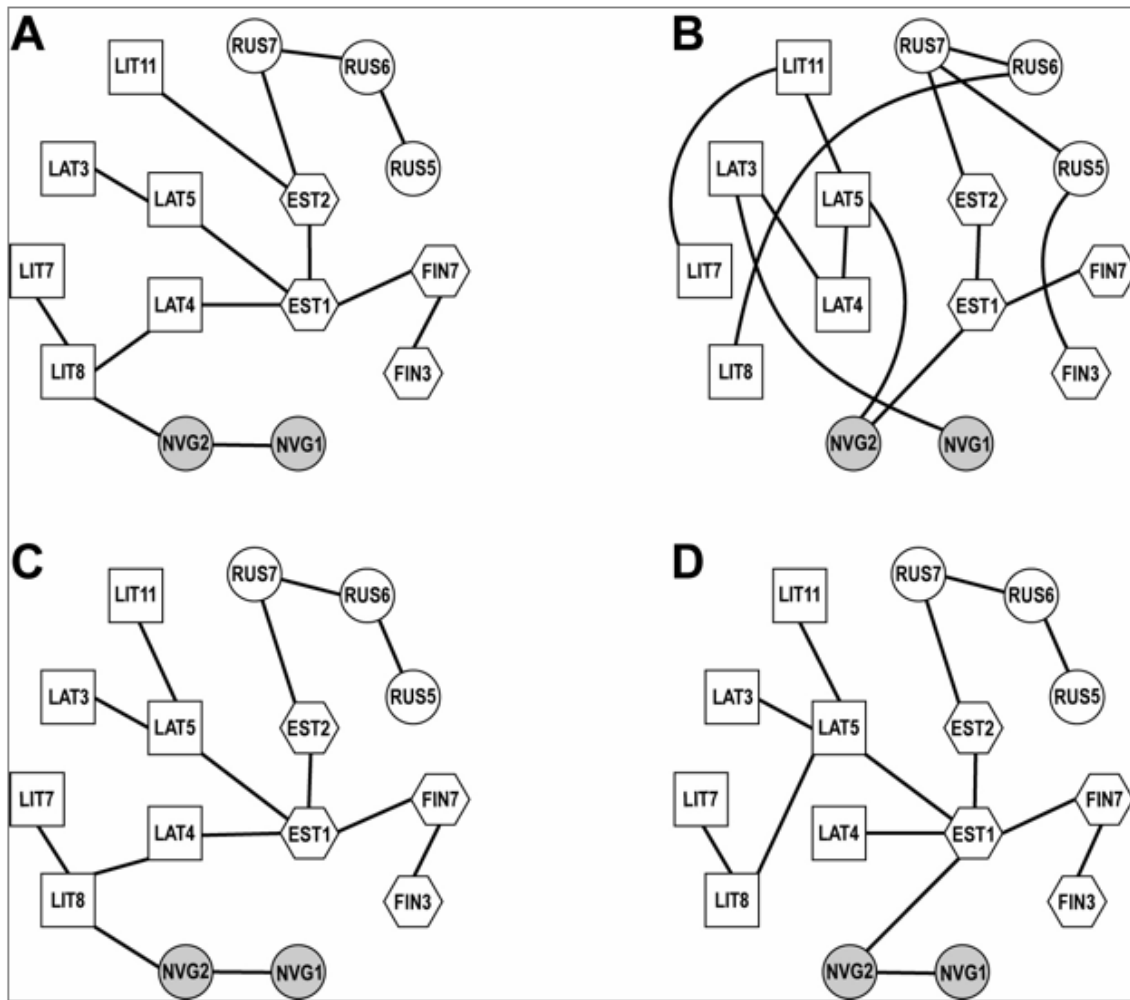 A
LIT11
RUS7
RUS6
LAT3
LAT5
EST2
RUS5
LIT7
LAT4
EST1
FIN7
LIT8
FIN3
NVG2
NVG1
B
LIT11
RUS7
RUS6
LAT3
LAT5
EST2
RUS5
LIT7
LAT4
EST1
FIN7
LIT8
FIN3
NVG2
NVG1
C
LIT11
RUS7
RUS6
LAT3
LAT5
EST2
RUS5
LIT7
LAT4
EST1
FIN7
LIT8
FIN3
NVG2
NVG1
D
LIT11
RUS7
RUS6
LAT3
LAT5
EST2
RUS5
LIT7
LAT4
EST1
FIN7
LIT8
FIN3
NVG2
NVG1